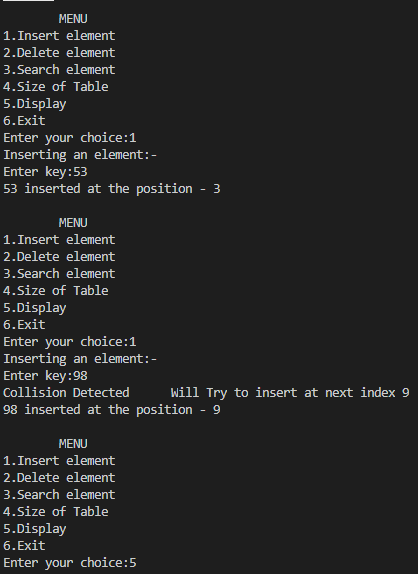 MENU
1.Insert element
2.Delete element
3.Search element
4.Size of Table
5.Display
6.Exit
Enter your choice:1
Inserting an element:-
Enter key:53
53 inserted at the position - 3
MENU
1.Insert element
2.Delete element
3.Search element
4.Size of Table
5.Display
6.Exit
Enter your choice:1
Inserting an element:-
Enter key:98
Collision Detected      Will Try to insert at next index 9
98 inserted at the position - 9
MENU
1.Insert element
2.Delete element
3.Search element
4.Size of Table
5.Display
6.Exit
Enter your choice:5